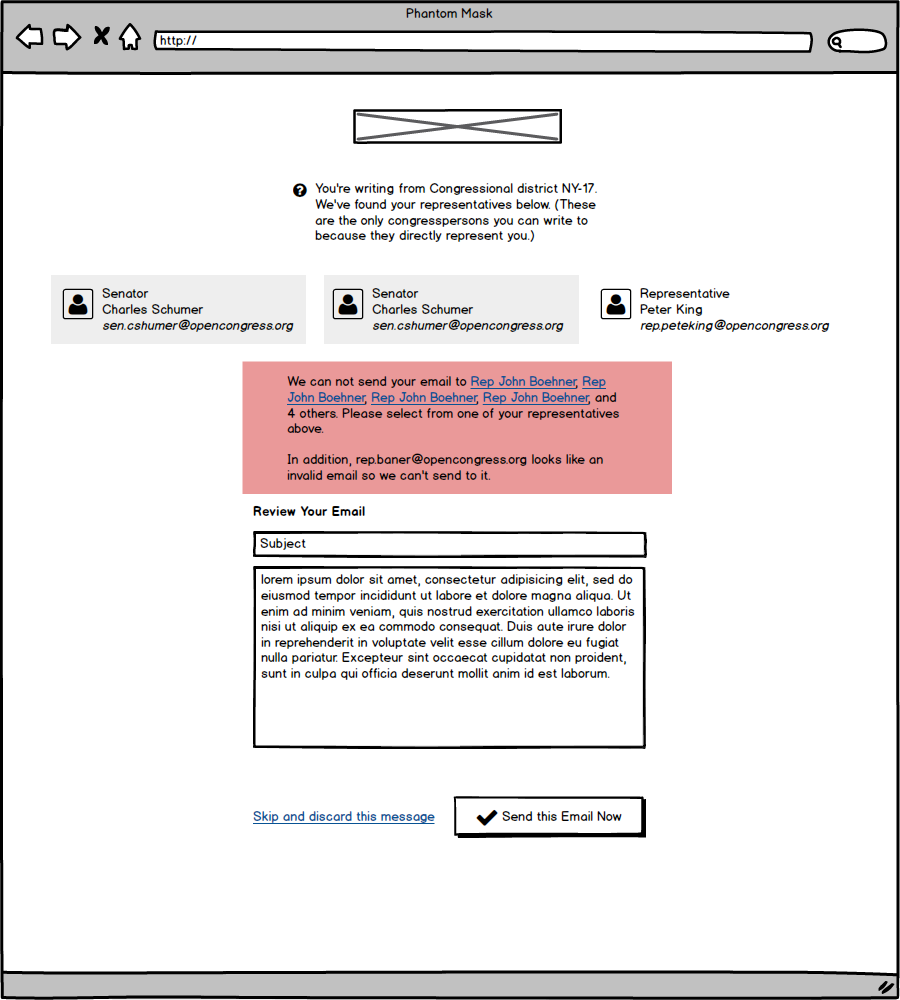 Phantom Mask
http://
You're writing from Congressional district NY-17.
We've found your representatives below. (These
are the only congresspersons you can write to
because they directly represent you.)
Senator
Charles Schumer
sen.cshumer@opencongress.org
Senator
Charles Schumer
sen.cshumer@opencongress.org
Representative
Peter King
rep.peteking@opencongress.org
We can not send your email to Rep John Boehner, Rep
John Boehner, Rep John Boehner, Rep John Boehner, and
4 others. Please select from one of your representatives
above.
In addition, rep.baner@opencongress.org looks like an
invalid email so we can't send to it.
Review Your Email
Subject
lorem ipsum dolor sit amet, consectetur adipisicing elit, sed do
eiusmod tempor incididunt ut labore et dolore magna aliqua. Ut
enim ad minim veniam, quis nostrud exercitation ullamco laboris
nisi ut aliquip ex ea commodo consequat. Duis aute irure dolor
in reprehenderit in voluptate velit esse cillum dolore eu fugiat
nulla pariatur. Excepteur sint occaecat cupidatat non proident,
sunt in culpa qui officia deserunt mollit anim id est laborum.
Skip and discard this message
Send this Email Now